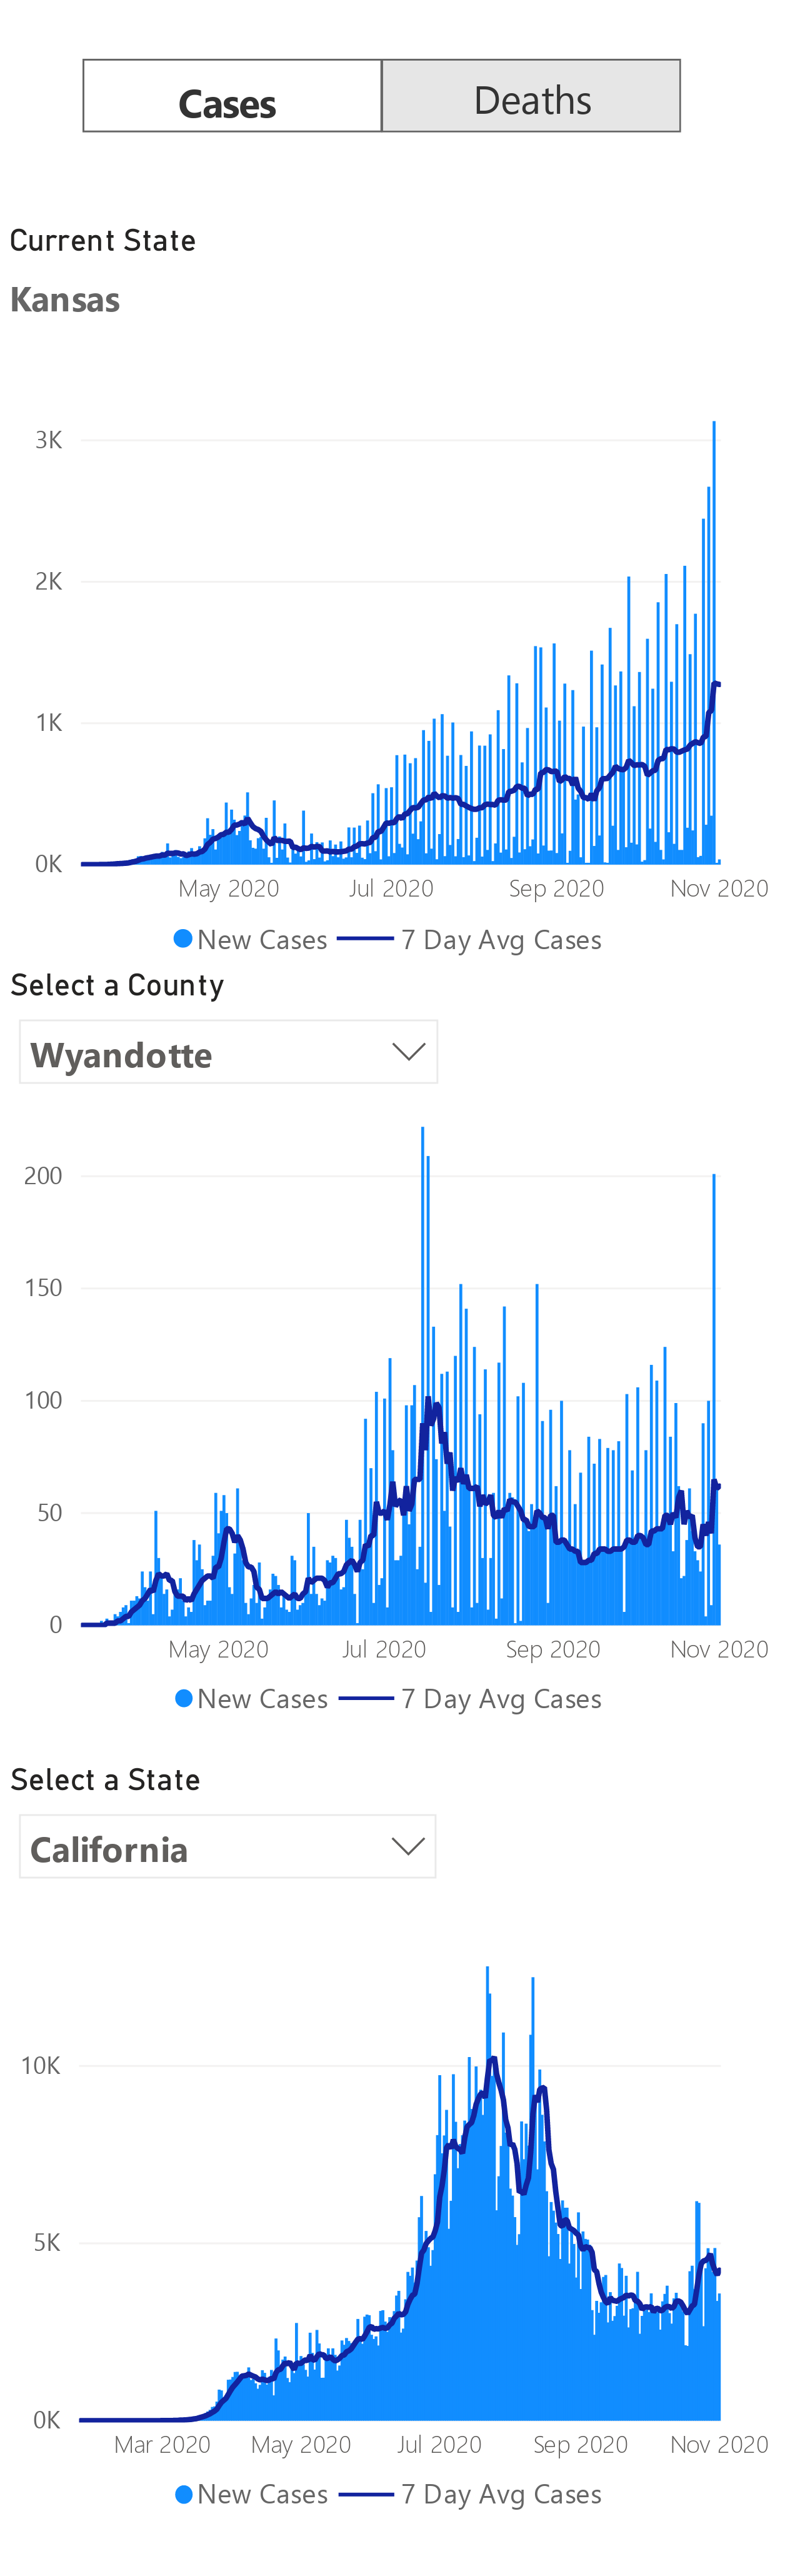 Cases Deaths
Current State
Kansas
3K
2K
1K
0K
May 2020 Jul 2020 Sep 2020 Nov 2020
New Cases 7 Day Avg Cases
Select a County
Wyandotte
200
150
100
50
0
May 2020 Jul 2020 Sep 2020 Nov 2020
New Cases 7 Day Avg Cases
Select a State
California
10K
5K
0K
Mar 2020 May 2020 Jul 2020 Sep 2020 Nov 2020
New Cases 7 Day Avg Cases